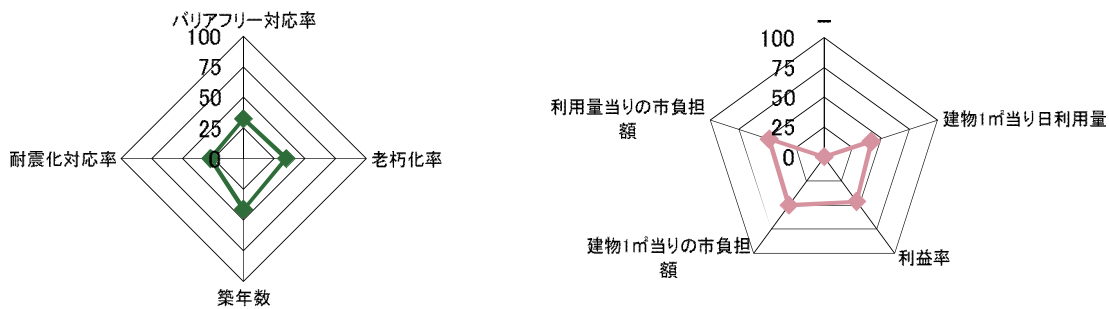 バリアフリー対応率
100
75
50
25
0
耐震化対応率
老朽化率
築年数
－
100
75
50
25
0
利用量当りの市負担
額
建物1㎡当り日利用量
建物1㎡当りの市負担
額
利益率